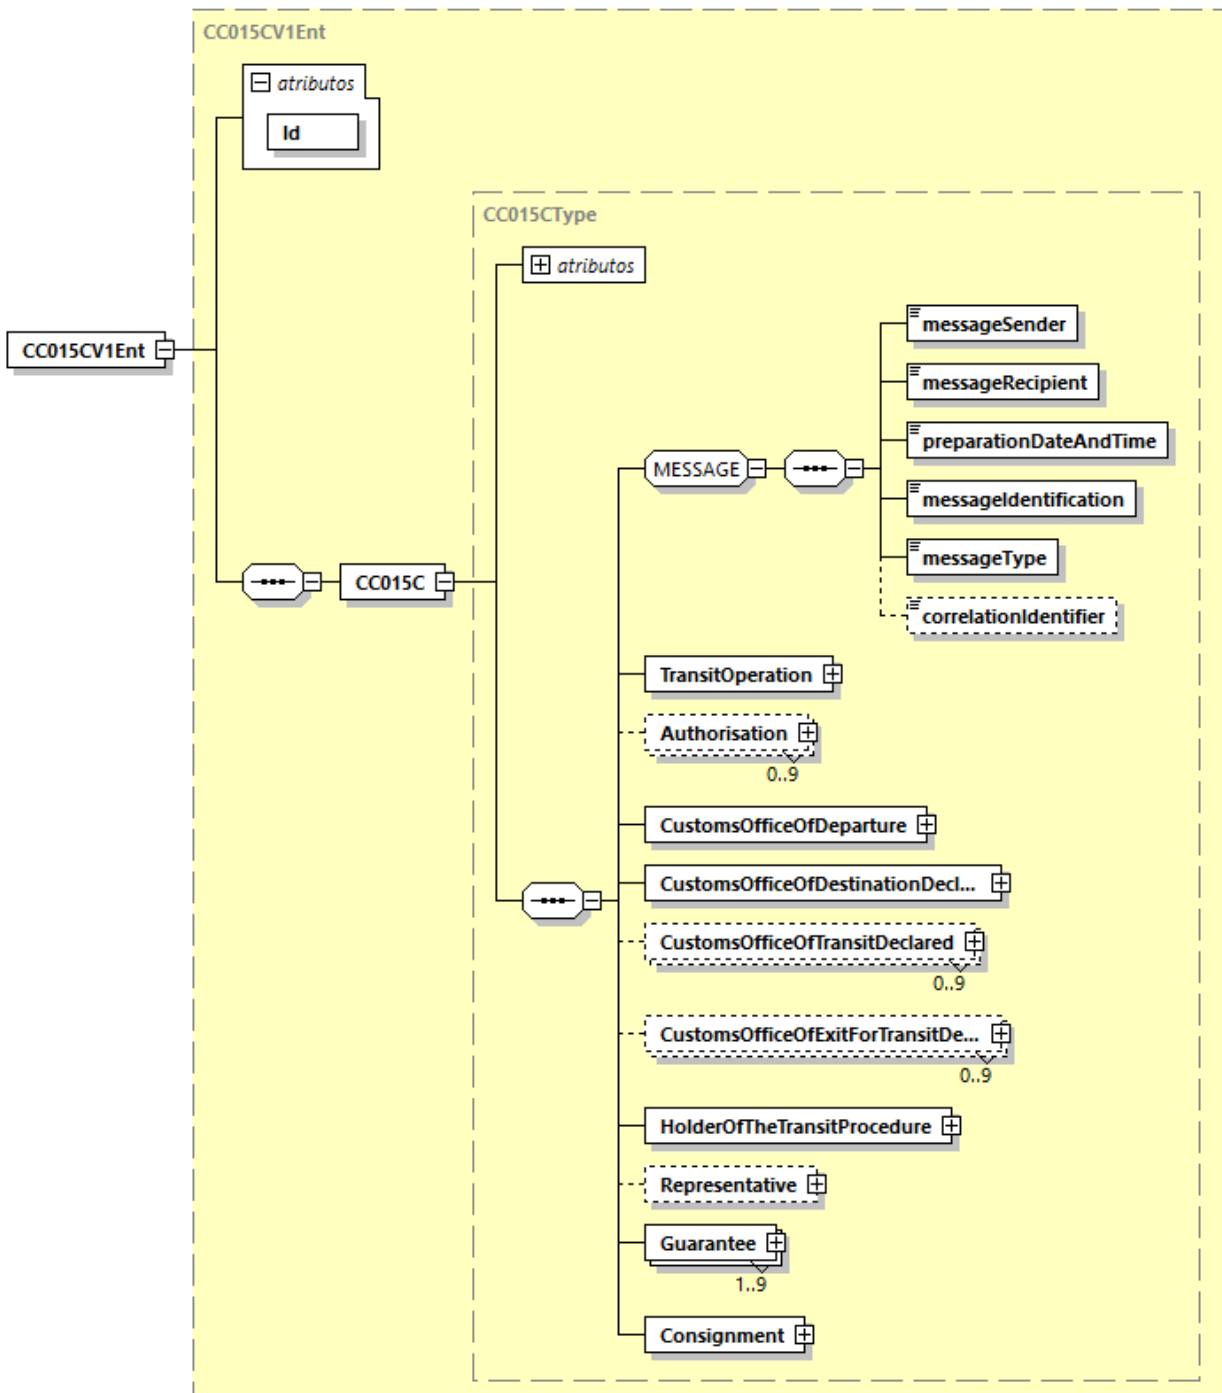 CC015CV1Ent
atributos
Id
CC015CType
atributos
CC015CV1Ent
messageSender
messageRecipient
preparationDateAndTime
MESSAGE
messageIdentification
messageType
CC015C
correlationIdentifier
TransitOperation
Authorisation
0..9
CustomsOfficeOfDeparture
CustomsOfficeOfDestinationDecl...
CustomsOfficeOfTransitDeclared
0..9
CustomsOfficeOfExitForTransitDe...
0..9
HolderOfTheTransitProcedure
Representative
Guarantee
1..9
Consignment